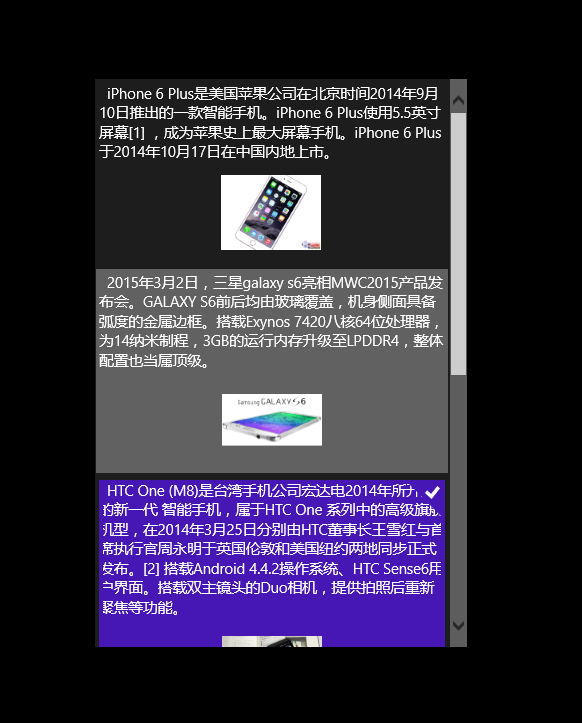 iPhone 6 Plus是美国苹果公司在北京时间2014年9月
10日推出的一款智能手机。iPhone 6 Plus使用5.5英寸
屏幕[1] ，成为苹果史上最大屏幕手机。iPhone 6 Plus
于2014年10月17日在中国内地上市。
2015年3月2日，三星galaxy s6亮相MWC2015产品发
布会。GALAXY S6前后均由玻璃覆盖，机身侧面具备
弧度的金属边框。搭载Exynos 7420八核64位处理器，
为14纳米制程，3GB的运行内存升级至LPDDR4，整体
配置也当属顶级。
Samsung GALAXY S6
HTC One (M8)是台湾手机公司宏达电2014年所
的新一代 智能手机，属于HTC One 系列中的高级旗舰
机型，在2014年3月25日分别由HTC董事长王雪红与首
席执行官周永明于英国伦敦和美国纽约两地同步正式
发布。[2] 搭载Android 4.4.2操作系统、HTC Sense6用
户界面。搭载双主镜头的Duo相机，提供拍照后重新
聚焦等功能。